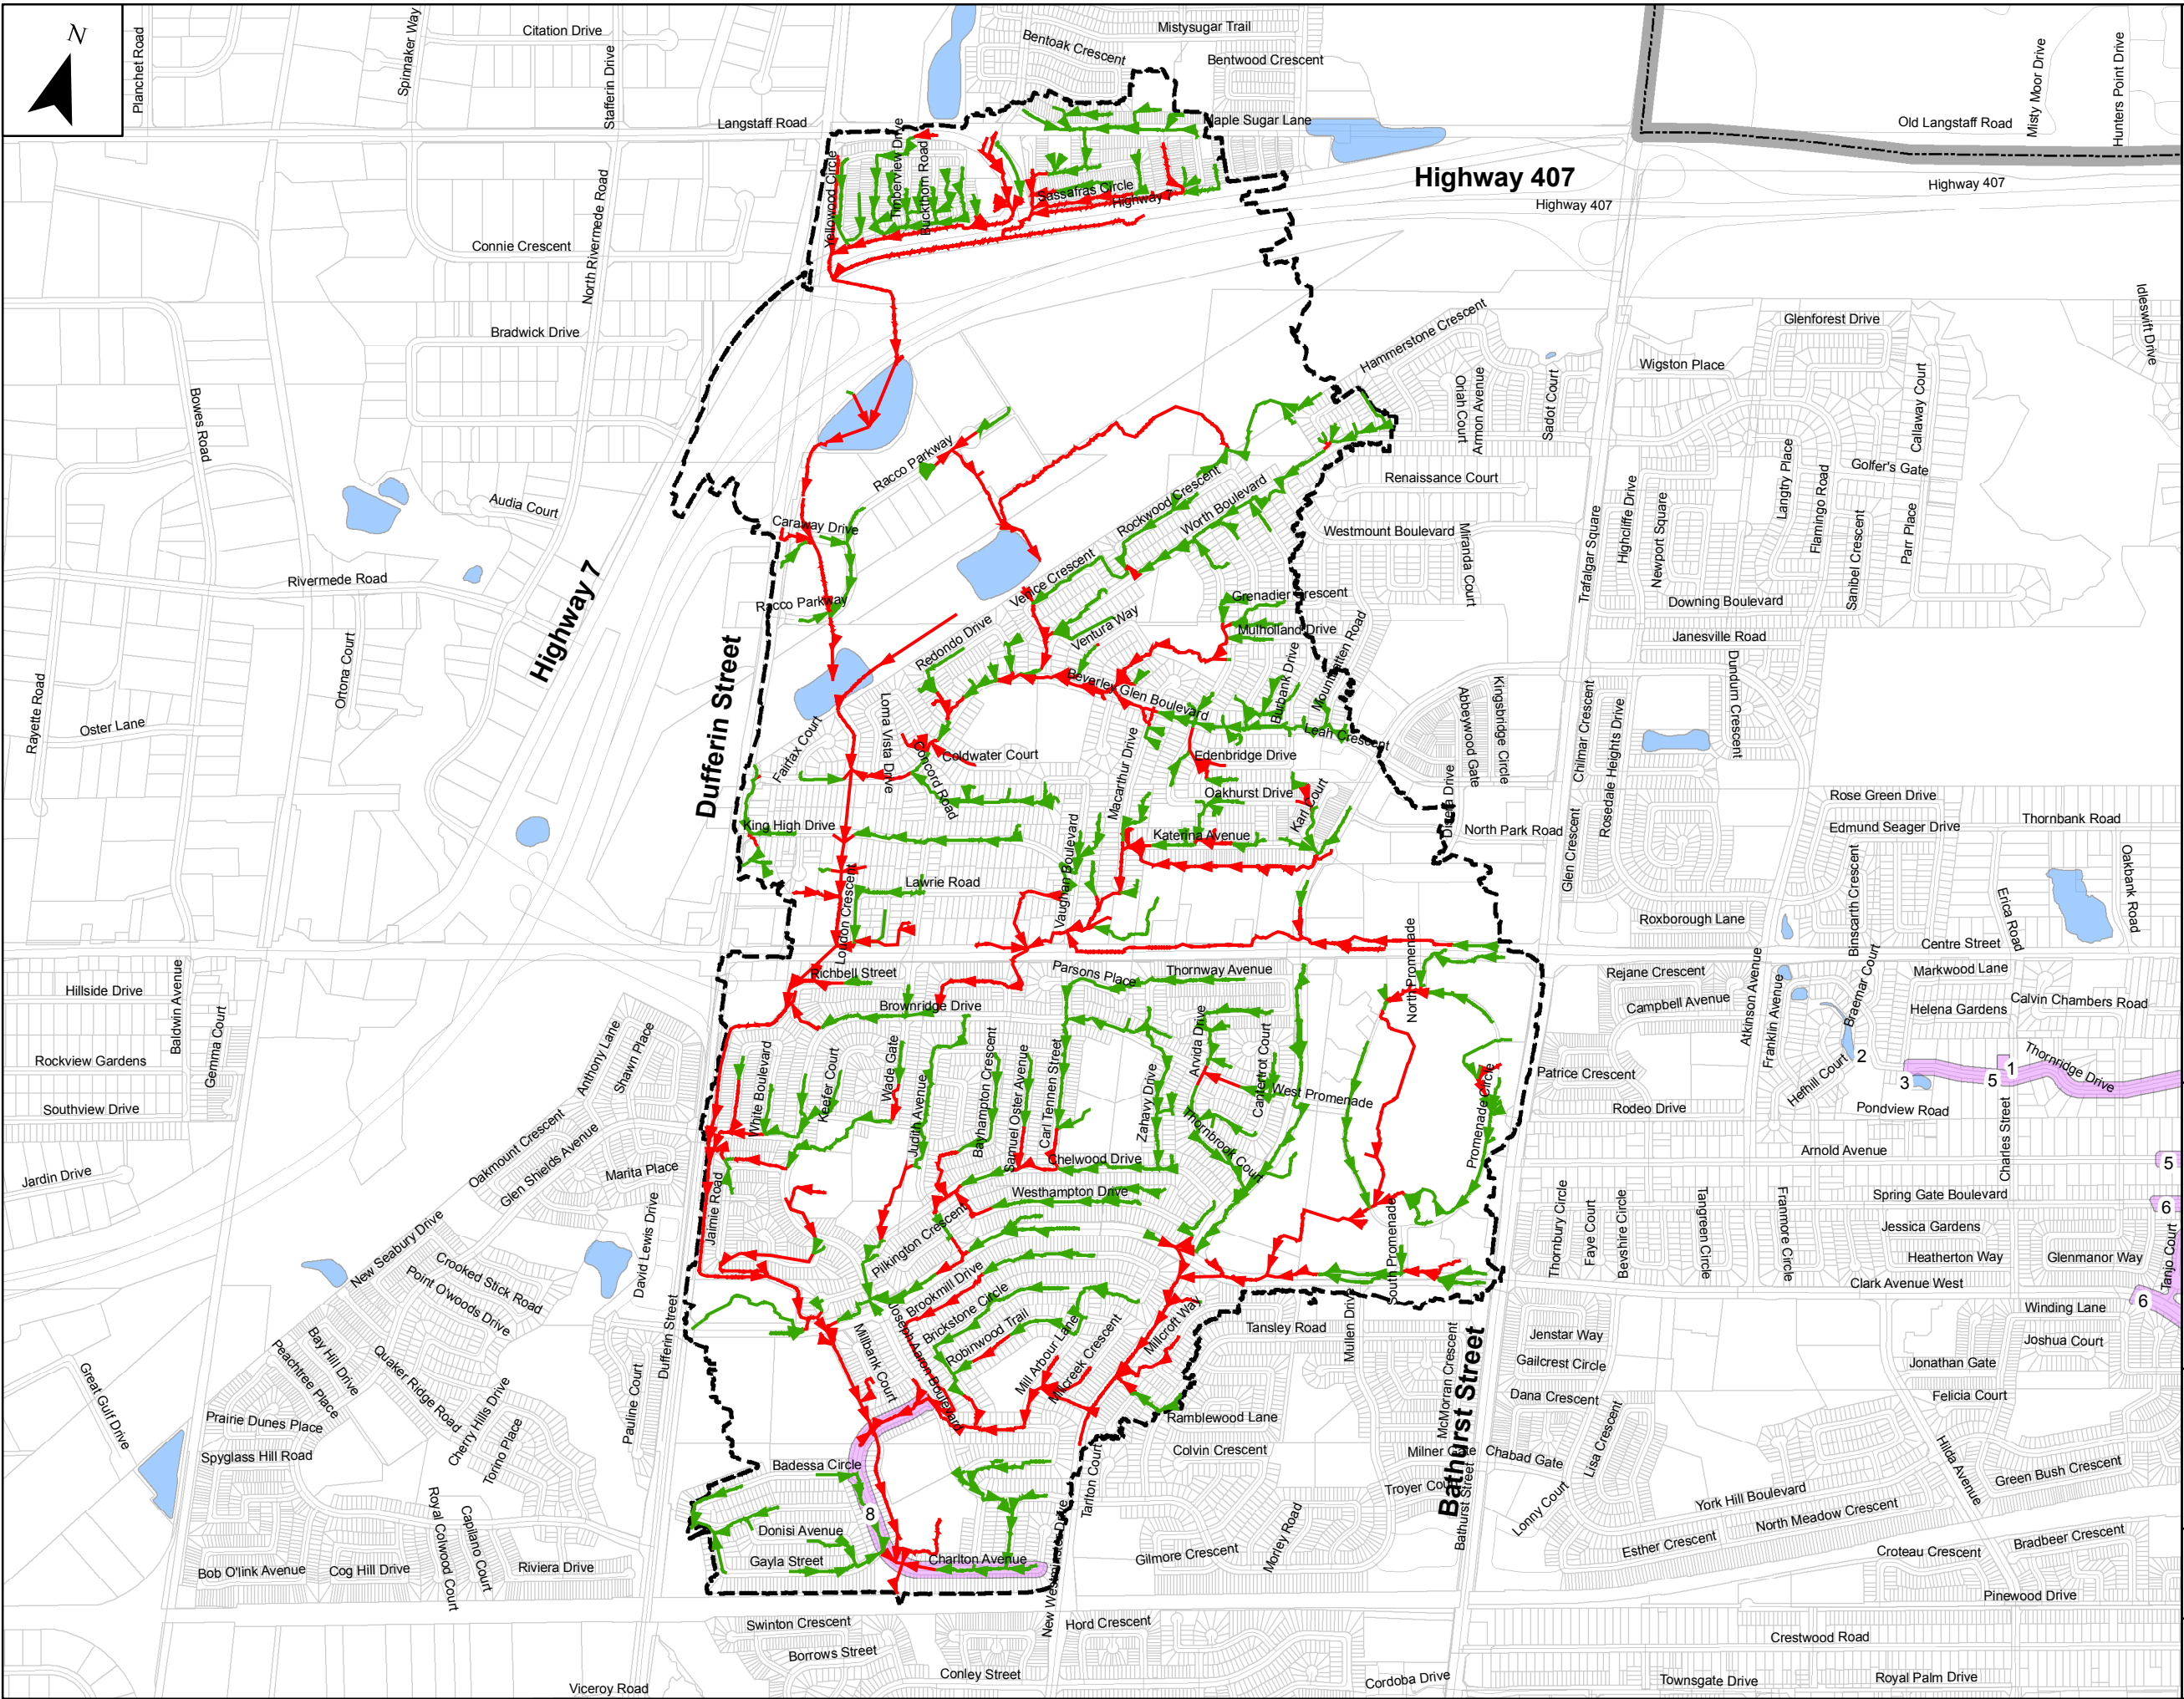 N
Planchet Road
Spinnaker Way
Citation Drive
Stafferin Drive
Mistysugar Trail
Bentoak Crescent
Bentwood Crescent
Misty Moor Drive
Hunters Point Drive
Langstaff Road
Maple Sugar Lane
Old Langstaff Road
Yellowood Circle
Timberview Drive
Buckthorn Road
Sassafras Circle
Highway 7
Highway 407
Highway 407
Highway 407
North Rivermede Road
Connie Crescent
Bradwick Drive
Hammerstone Crescent
Glenforest Drive
Idleswift Drive
Wigston Place
Oriah Court
Armon Avenue
Sadot Court
Callaway Court
Bowes Road
Racco Parkway
Langtry Place
Flamingo Road
Golfer's Gate
Audia Court
Renaissance Court
Rockwood Crescent
Worth Boulevard
Highcliffe Drive
Newport Square
Caraway Drive
Westmount Boulevard
Miranda Court
Trafalgar Square
Sanibel Crescent
Parr Place
Rivermede Road
Highway 7
Venice Crescent
Racco Parkway
Grenadier Crescent
Downing Boulevard
Ortona Court
Redondo Drive
Ventura Way
Mulholland Drive
Mountbatten Road
Janesville Road
Rayette Road
Oster Lane
Dufferin Street
Loma Vista Drive
Beverley Glen Boulevard
Burbank Drive
Leah Crescent
Abbeywood Gate
Kingsbridge Circle
Chilmar Crescent
Rosedale Heights Drive
Dundurn Crescent
Fairfax Court
Concord Road
Coldwater Court
Macarthur Drive
Edenbridge Drive
Oakhurst Drive
Karl Court
Disera Drive
Rose Green Drive
King High Drive
Katerina Avenue
North Park Road
Edmund Seager Drive
Thornbank Road
Glen Crescent
Vaughan Boulevard
Lawrie Road
Loudon Crescent
Binscarth Crescent
Oakbank Road
Erica Road
Roxborough Lane
North Promenade
Centre Street
Richbell Street
Parsons Place
Thornway Avenue
Rejane Crescent
Markwood Lane
Hillside Drive
Baldwin Avenue
Gemma Court
Brownridge Drive
Campbell Avenue
Atkinson Avenue
Franklin Avenue
Braemar Court
Helena Gardens
Calvin Chambers Road
Rockview Gardens
Anthony Lane
Shawn Place
White Boulevard
Keefer Court
Wade Gate
Judith Avenue
Bayhampton Crescent
Samuel Oster Avenue
Carl Tennen Street
Zahavy Drive
Arvida Drive
Cantertrot Court
West Promenade
Promenade Circle
Patrice Crescent
Hefhill Court
2
3
5
1
Thornridge Drive
Southview Drive
Rodeo Drive
Pondview Road
Oakmount Crescent
Glen Shields Avenue
Thornbrook Court
Chelwood Drive
Arnold Avenue
Charles Street
5
Jardin Drive
Marita Place
Westhampton Drive
Spring Gate Boulevard
6
Jamie Road
Pilkington Crescent
South Promenade
Thornbury Circle
Faye Court
Beyshire Circle
Tangreen Circle
Franmore Circle
Jessica Gardens
Heatherton Way
Glenmanor Way
Tanjo Court
New Seabury Drive
Crooked Stick Road
Point O'woods Drive
David Lewis Drive
Brookmill Drive
Brickstone Circle
Robinwood Trail
Clark Avenue West
6
Winding Lane
Dufferin Street
Millbank Court
Joseph Aaron Boulevard
Mill Arbour Lane
Millcreek Crescent
Millcroft Way
Tansley Road
Mullen Drive
McMorran Crescent
Bathurst Street
Jenstar Way
Gailcrest Circle
Joshua Court
Jonathan Gate
Great Gulf Drive
Bay Hill Drive
Peachtree Place
Quaker Ridge Road
Cherry Hills Drive
Pauline Court
Dana Crescent
Felicia Court
Prairie Dunes Place
Ramblewood Lane
Lisa Crescent
Spyglass Hill Road
Torino Place
Badessa Circle
Colvin Crescent
Milner Gate
Chabad Gate
Hilda Avenue
Green Bush Crescent
Tarlton Court
Troyer Court
Lonny Court
York Hill Boulevard
North Meadow Crescent
8
Royal Colwood Court
Capilano Court
Donisi Avenue
Morley Road
Bathurst Street
Esther Crescent
Bradbeer Crescent
Bob O'link Avenue
Cog Hill Drive
Riviera Drive
Gayla Street
Charlton Avenue
New Westminster Drive
Gilmore Crescent
Croteau Crescent
Pinewood Drive
Swinton Crescent
Hord Crescent
Borrows Street
Crestwood Road
Conley Street
Viceroy Road
Cordoba Drive
Townsgate Drive
Royal Palm Drive